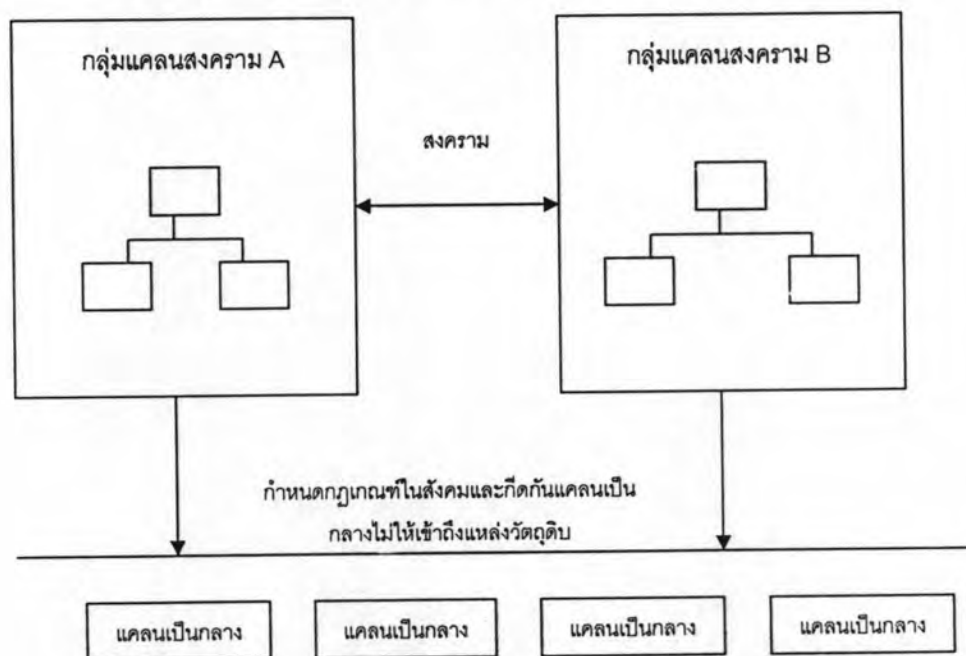 กลุ่มแคลนสงคราม A
กลุ่มแคลนสงคราม B
สงคราม
กำหนดกฎเกณฑ์ในสังคมและกีดกันแคลนเป็น
กลางไม่ให้เข้าถึงแหล่งวัตถุดิบ
แคลนเป็นกลาง
แคลนเป็นกลาง
แคลนเป็นกลาง
แคลนเป็นกลาง